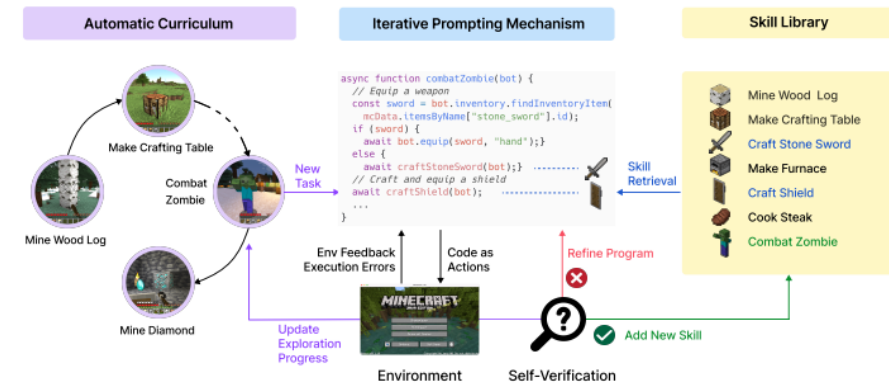 Automatic Curriculum
Iterative Prompting Mechanism
Skill Library
Make Crafting Table
Mine Wood Log
Combat
Zombie
Mine Diamond
New
Task
async function combatZombie(bot) {
// Equip a weapon
const sword = bot.inventory.findInventoryItem(
mcData.itemsByName["stone_sword"].id);
if (sword) {
await bot.equip(sword, "hand");}
else {
await craftStoneSword(bot);}
// Craft and equip a shield
await craftShield(bot);
...
}
Skill
Retrieval
Mine Wood Log
Make Crafting Table
Craft Stone Sword
Make Furnace
Craft Shield
Cook Steak
Combat Zombie
Env Feedback
Execution Errors
Code as
Actions
Refine Program
Update
Exploration
Progress
MINECRAFT
Add New Skill
Environment
Self-Verification
?